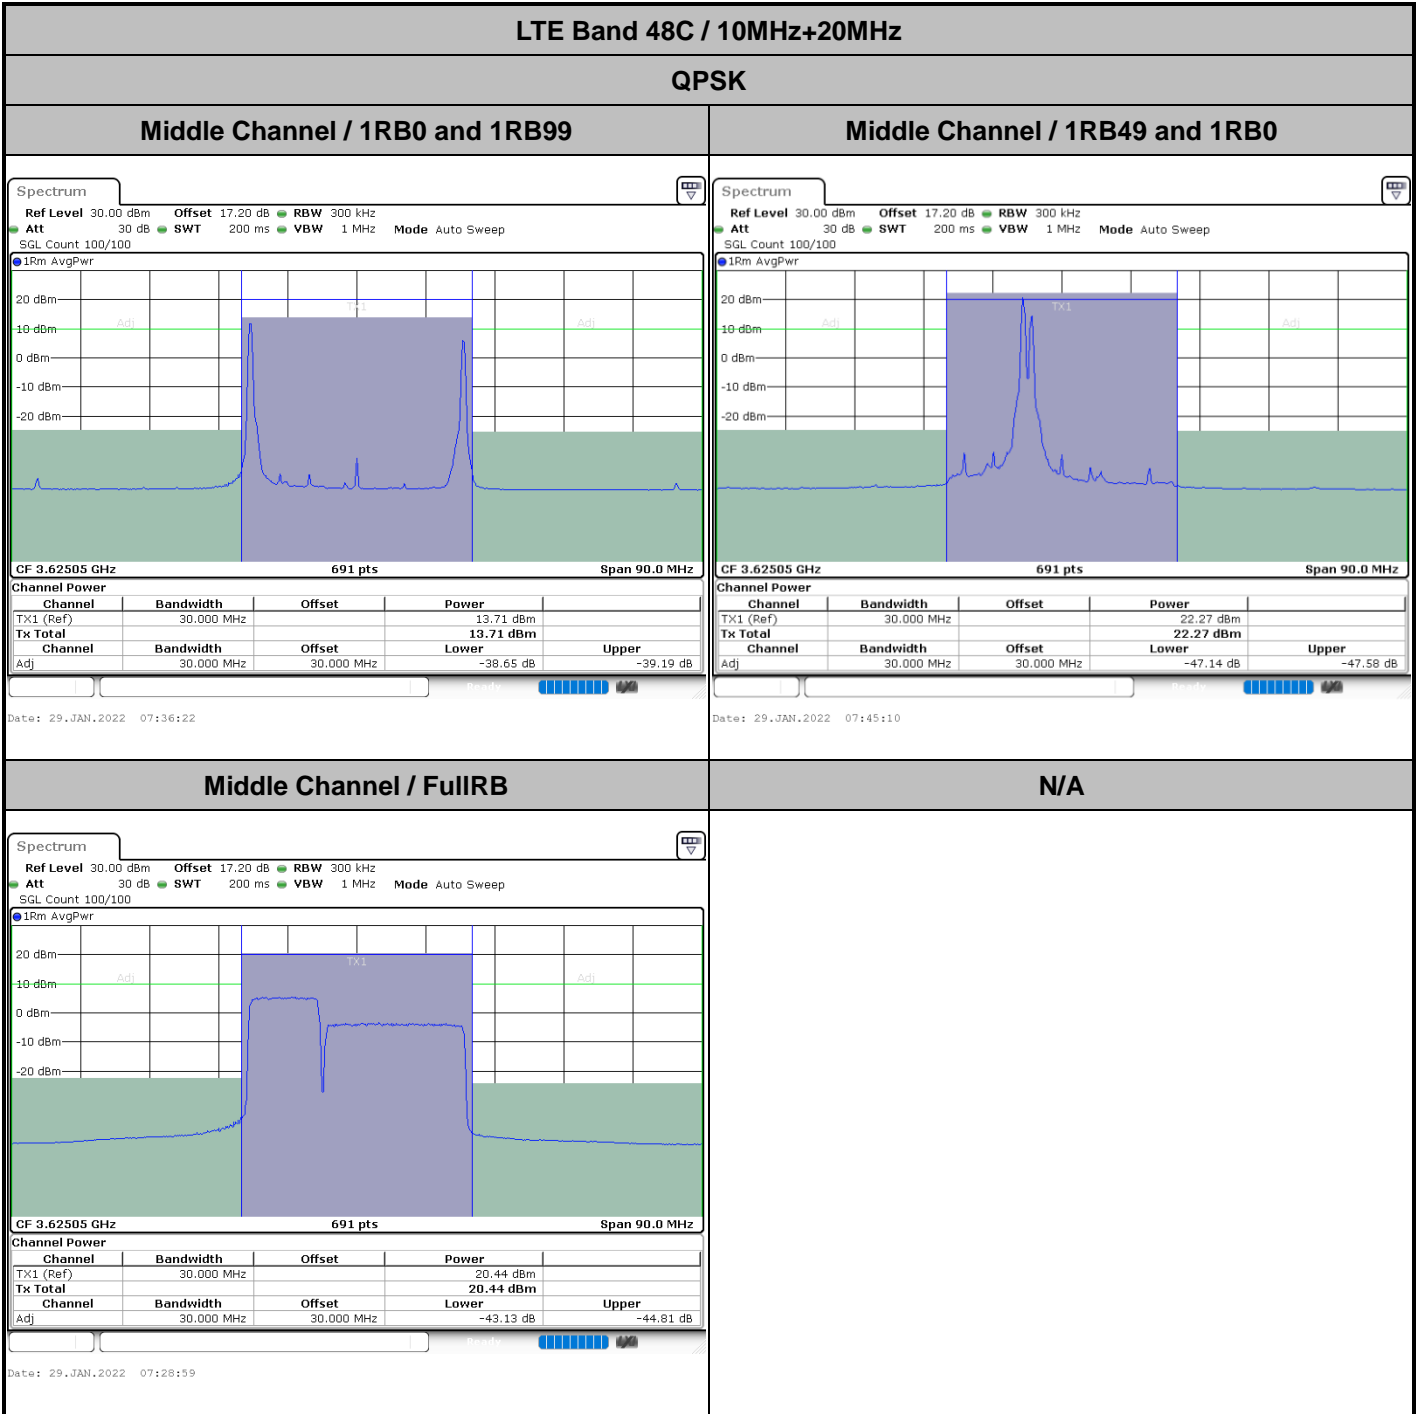 LTE Band 48C / 10MHz+20MHz
QPSK
Middle Channel / 1RB0 and 1RB99
Middle Channel / 1RB49 and 1RB0
Spectrum
Ref Level 30.00 dBm Offset 17.20 dB RBW 300 kHz
Att 30 dB SWT 200 ms VBW 1 MHz Mode Auto Sweep
SGL Count 100/100
1Rm AvgPwr
TX1
20 dBm
Adj Adj
10 dBm
0 dBm
-10 dBm
-20 dBm
CF 3.62505 GHz 691 pts Span 90.0 MHz
Channel Power
Channel Bandwidth Offset Power
TX1 (Ref) 30.000 MHz 13.71 dBm
Tx Total 13.71 dBm
Channel Bandwidth Offset Lower Upper
Adj 30.000 MHz 30.000 MHz -38.65 dB -39.19 dB
Ready
Date: 29.JAN.2022 07:36:22
Spectrum
Ref Level 30.00 dBm Offset 17.20 dB RBW 300 kHz
Att 30 dB SWT 200 ms VBW 1 MHz Mode Auto Sweep
SGL Count 100/100
1Rm AvgPwr
20 dBm
TX1
Adj Adj
10 dBm
0 dBm
-10 dBm
-20 dBm
CF 3.62505 GHz 691 pts Span 90.0 MHz
Channel Power
Channel Bandwidth Offset Power
TX1 (Ref) 30.000 MHz 22.27 dBm
Tx Total 22.27 dBm
Channel Bandwidth Offset Lower Upper
Adj 30.000 MHz 30.000 MHz -47.14 dB -47.58 dB
Ready
Date: 29.JAN.2022 07:45:10
Middle Channel / FullRB
N/A
Spectrum
Ref Level 30.00 dBm Offset 17.20 dB RBW 300 kHz
Att 30 dB SWT 200 ms VBW 1 MHz Mode Auto Sweep
SGL Count 100/100
1Rm AvgPwr
20 dBm
TX1
Adj Adj
10 dBm
0 dBm
-10 dBm
-20 dBm
CF 3.62505 GHz 691 pts Span 90.0 MHz
Channel Power
Channel Bandwidth Offset Power
TX1 (Ref) 30.000 MHz 20.44 dBm
Tx Total 20.44 dBm
Channel Bandwidth Offset Lower Upper
Adj 30.000 MHz 30.000 MHz -43.13 dB -44.81 dB
Ready
Date: 29.JAN.2022 07:28:59